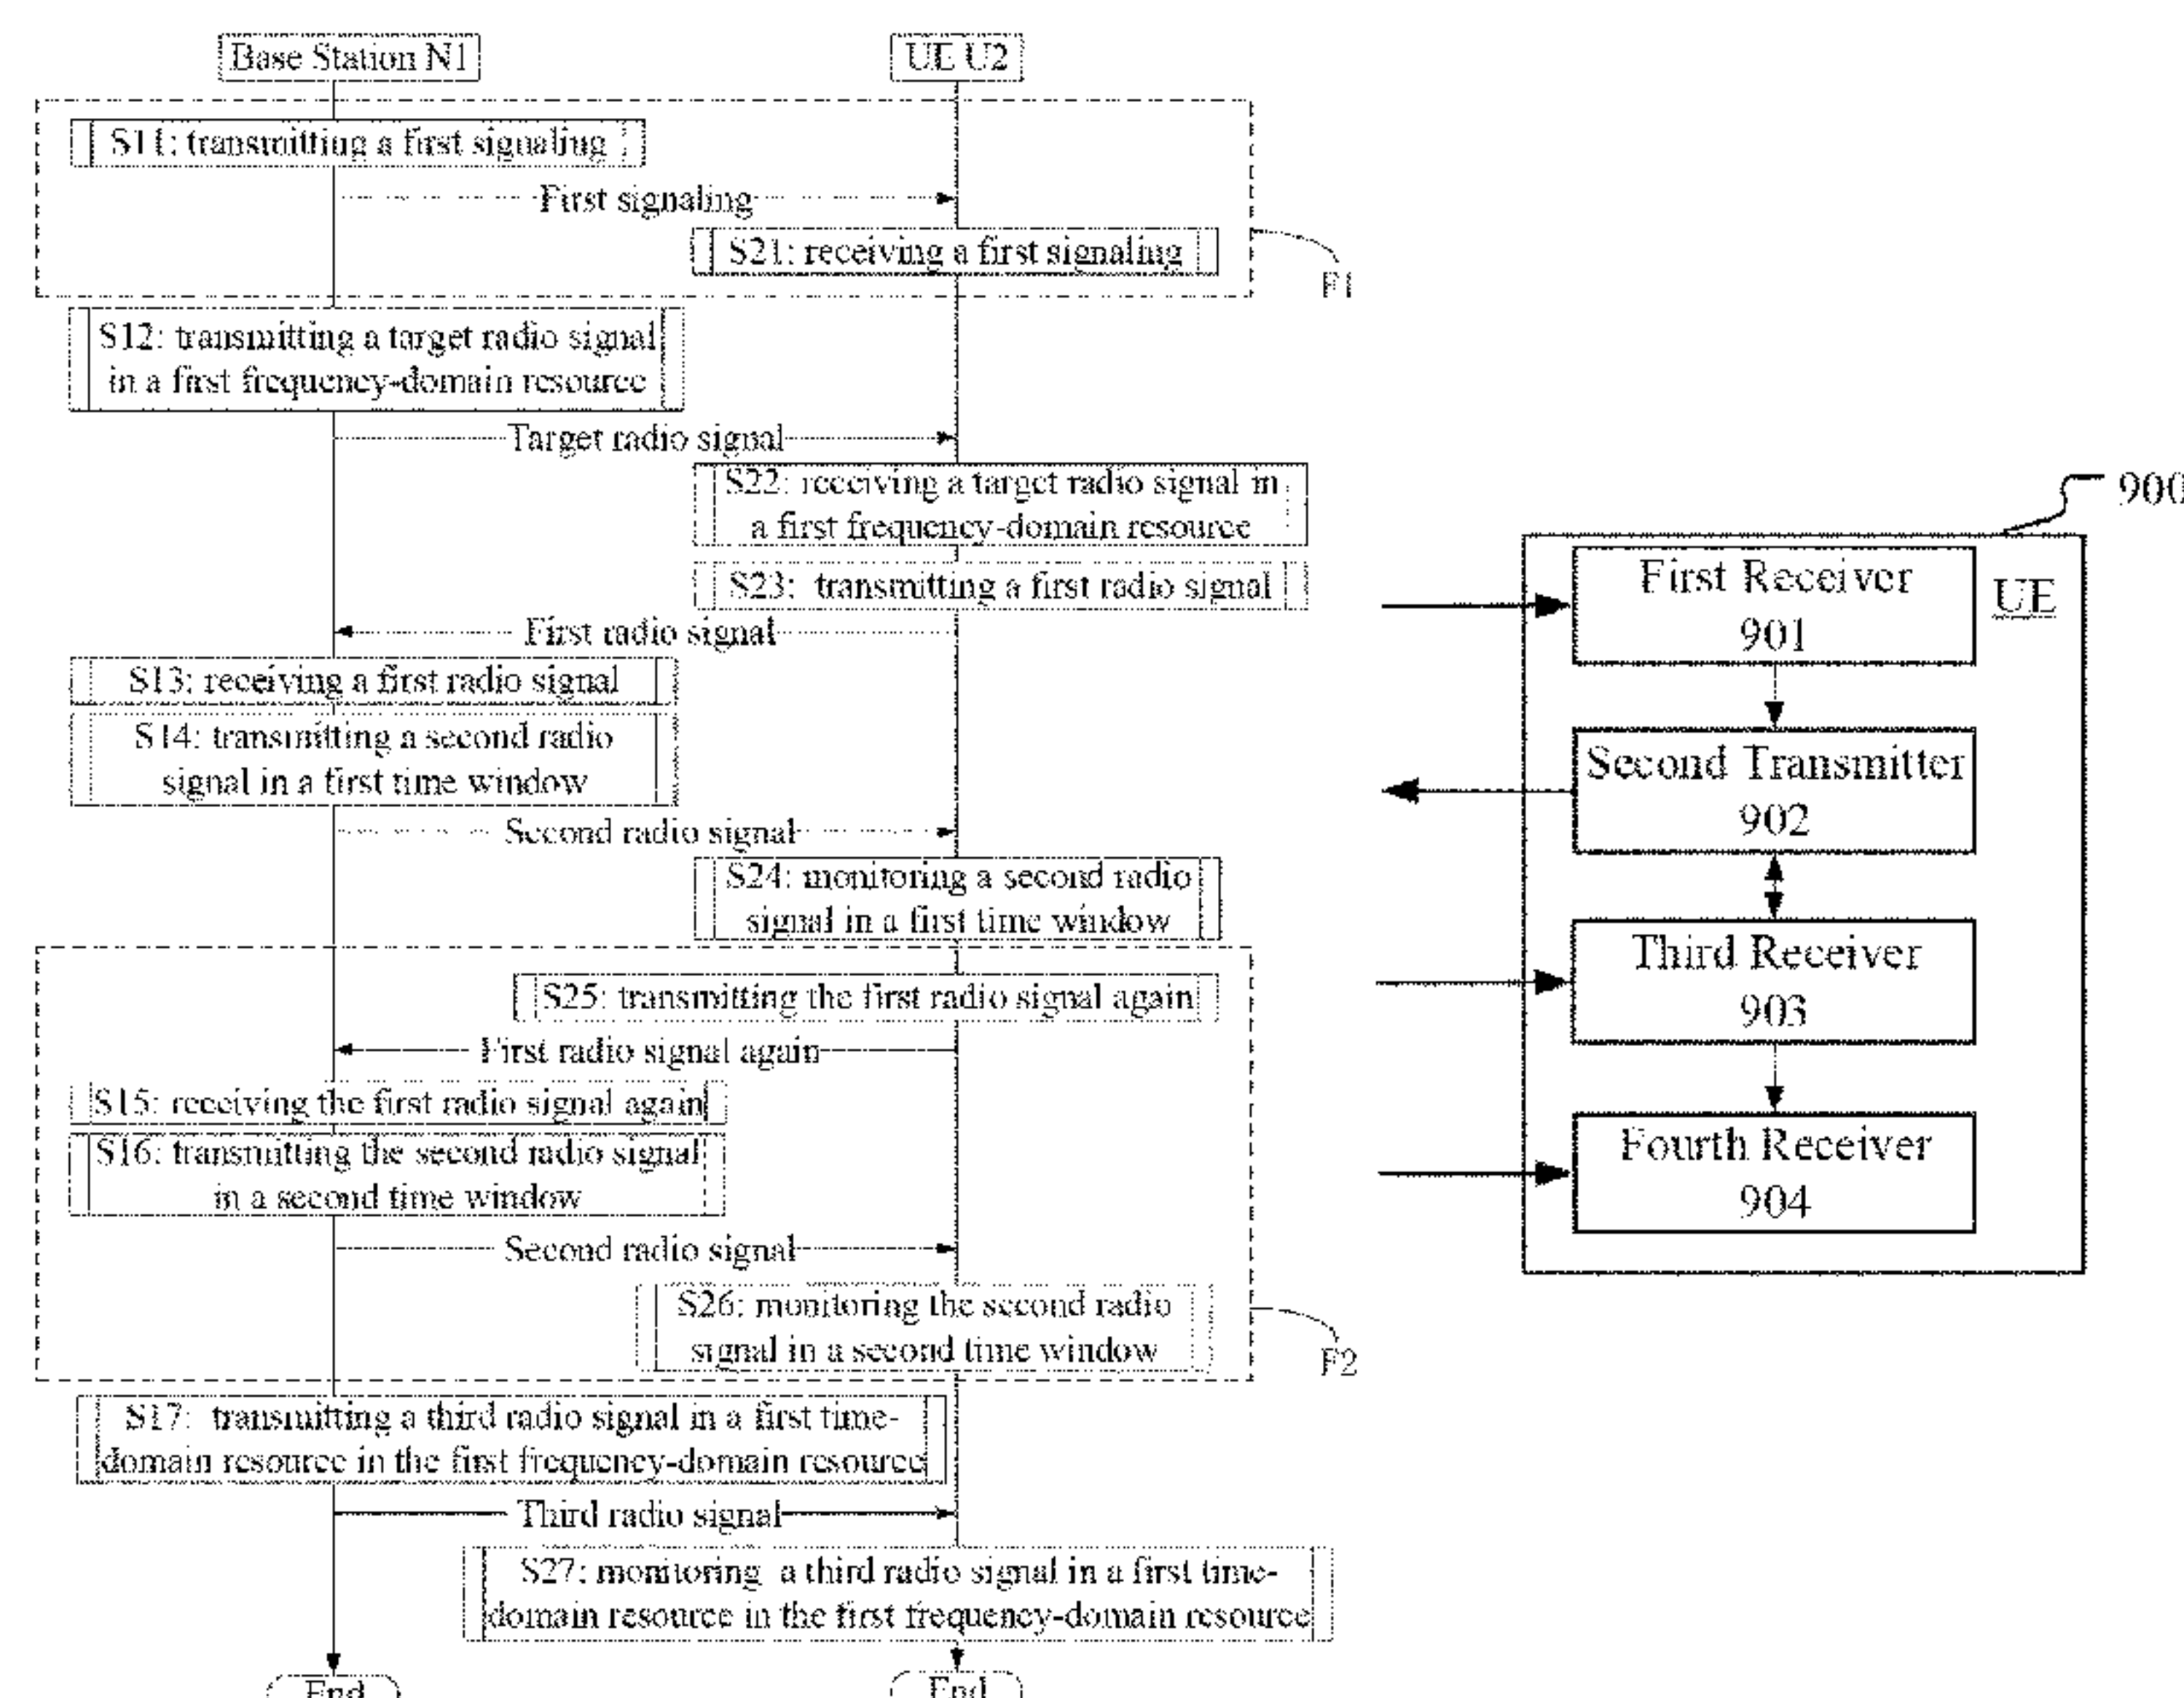 Base Station N1
UE U2
S11: transmitting a first signaling
First signaling
S21: receiving a first signaling
F1
S12: transmitting a target radio signal
in a first frequency-domain resource
Target radio signal
S22: receiving a target radio signal in
a first frequency-domain resource
S23: transmitting a first radio signal
First radio signal
S13: receiving a first radio signal
S14: transmitting a second radio
signal in a first time window
Second radio signal
S24: monitoring a second radio
signal in a first time window
S25: transmitting the first radio signal again
First radio signal again
S15: receiving the first radio signal again
S16: transmitting the second radio signal
in a second time window
Second radio signal
S26: monitoring the second radio
signal in a second time window
F2
S17: transmitting a third radio signal in a first time-
domain resource in the first frequency-domain resource
Third radio signal
S27: monitoring a third radio signal in a first time-
domain resource in the first frequency-domain resource
End
End
900
UE
First Receiver
901
Second Transmitter
902
Third Receiver
903
Fourth Receiver
904